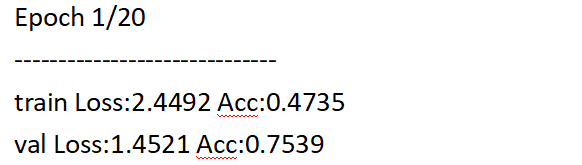 Epoch 1/20
------------------------------
train Loss:2.4492 Acc:0.4735
val Loss:1.4521 Acc:0.7539